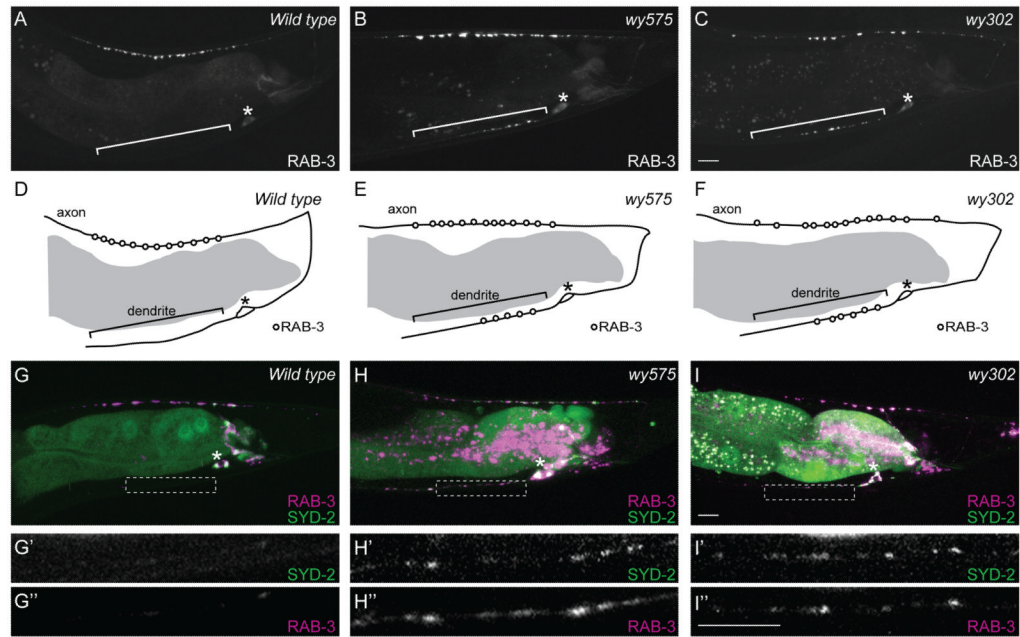 A Wild type
*
RAB-3
B wy575
*
RAB-3
C wy302
*
RAB-3
D Wild type
axon
*
dendrite
RAB-3
E wy575
axon
*
dendrite
RAB-3
F wy302
axon
*
dendrite
RAB-3
G Wild type
*
RAB-3
SYD-2
H wy575
*
RAB-3
SYD-2
I wy302
*
RAB-3
SYD-2
G’ SYD-2
H’ SYD-2
I’ SYD-2
G’’ RAB-3
H’’ RAB-3
I’’ RAB-3